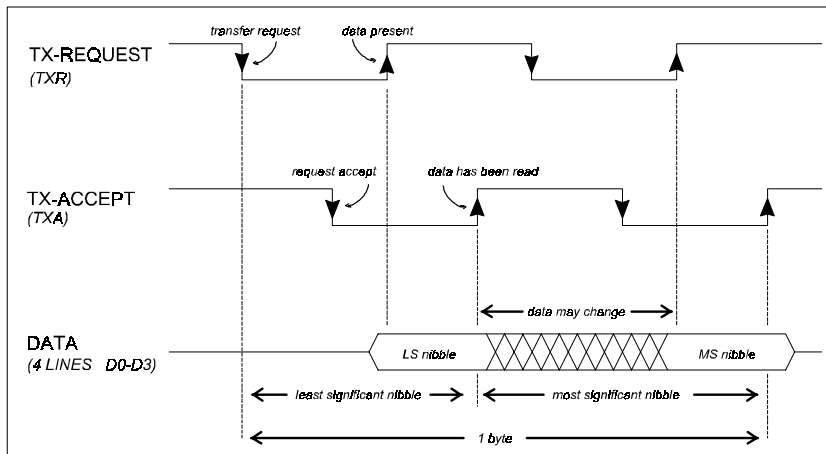 transfer request
data present
TX-REQUEST
(TXR)
request accept
data has been read
TX-ACCEPT
(TXA)
data may change
DATA
(4 LINES D0-D3)
LS nibble
MS nibble
least significant nibble
most significant nibble
1 byte